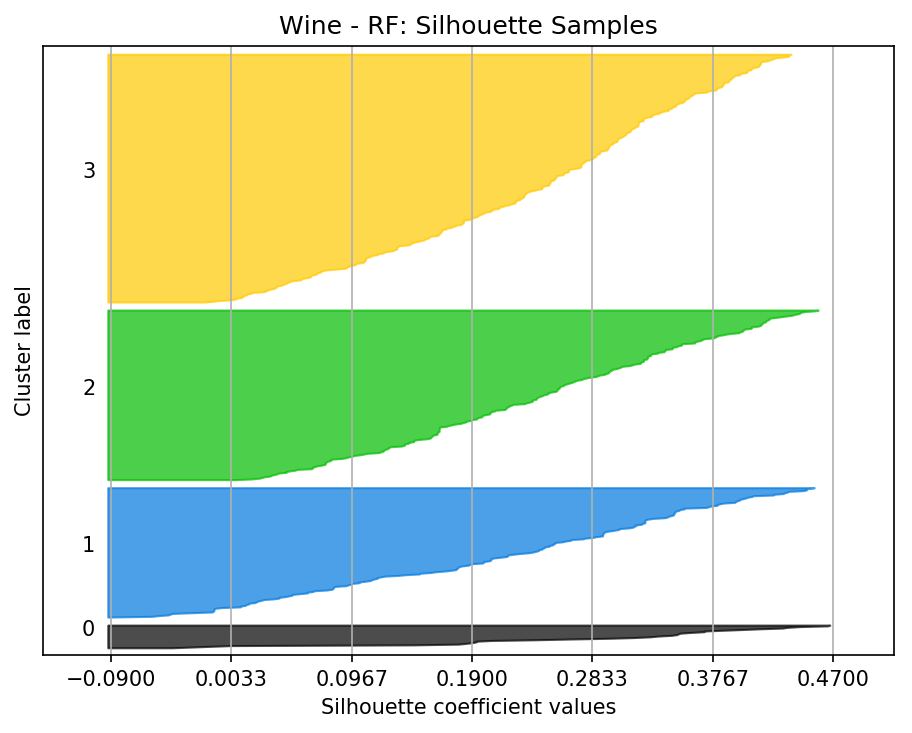 Wine - RF: Silhouette Samples
3
2
1
0
Cluster label
−0.0900 0.0033 0.0967 0.1900 0.2833 0.3767 0.4700
Silhouette coefficient values